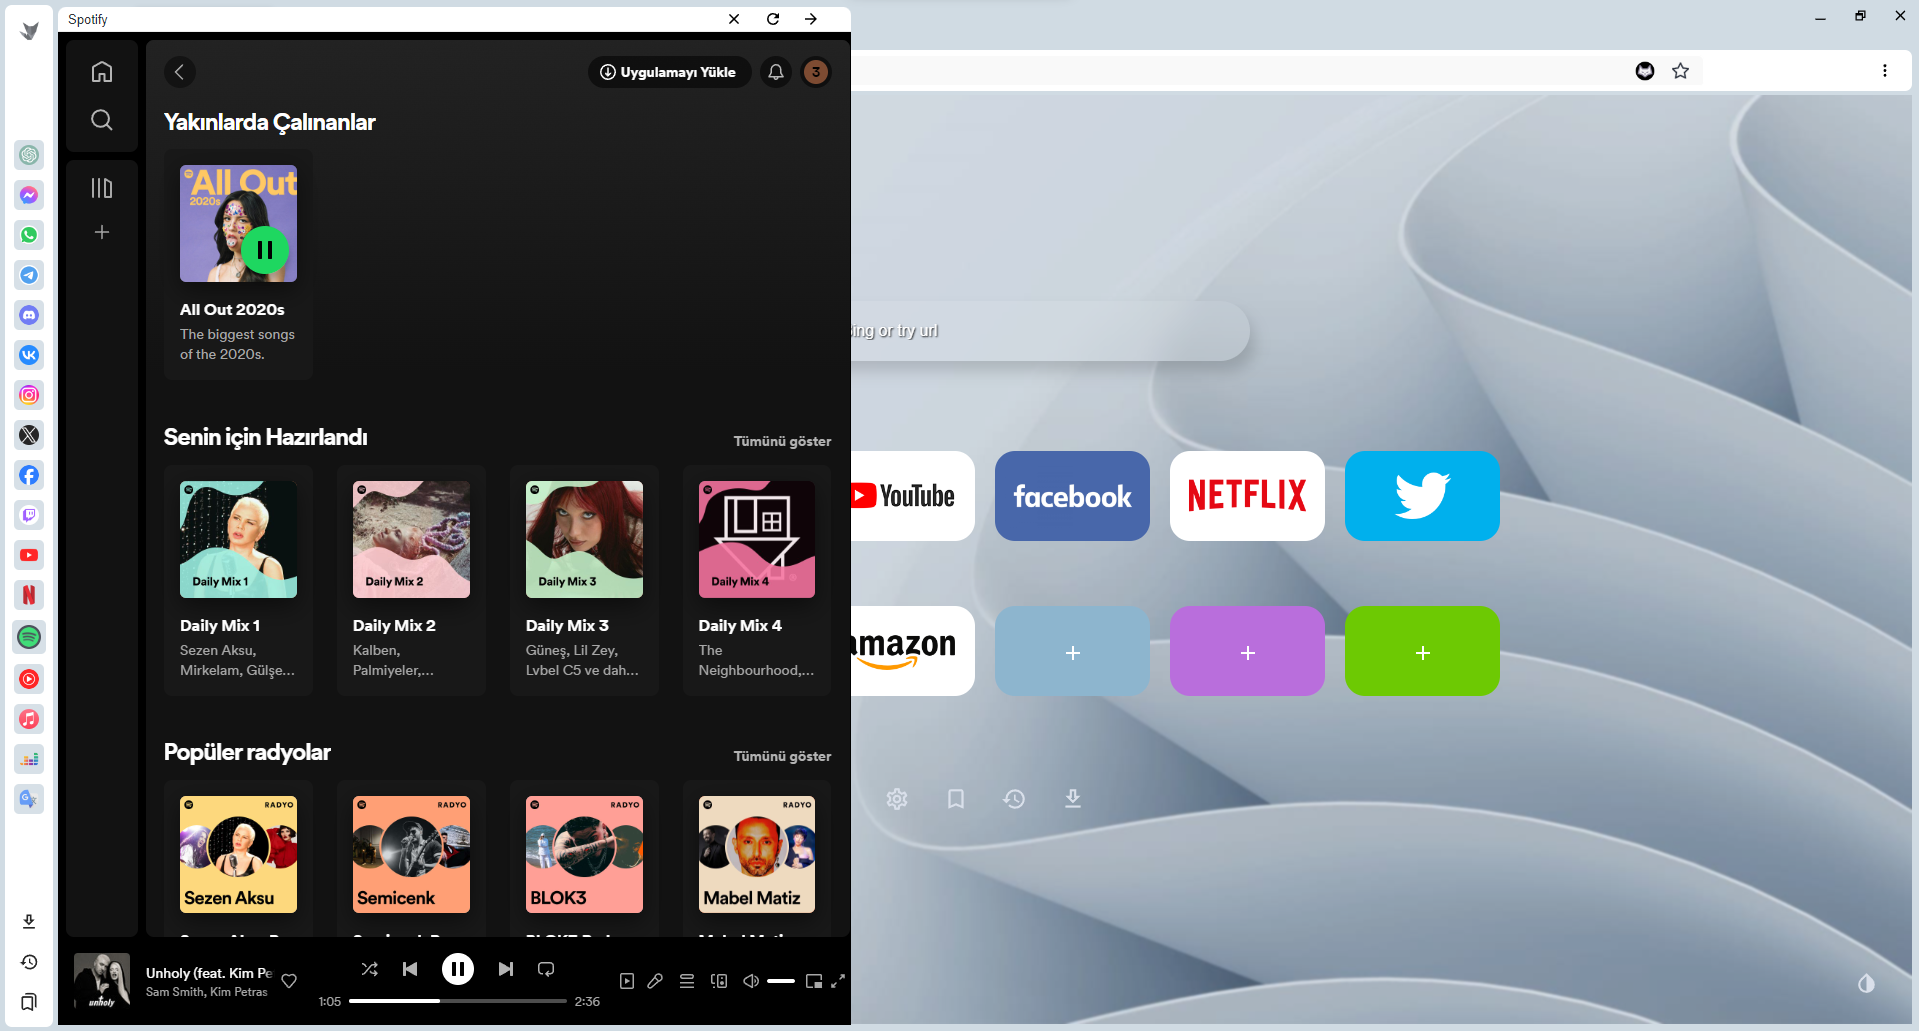 Spotify
Uygulamayı Yükle
3
Yakınlarda Çalınanlar
All Out
2020s
All Out 2020s
The biggest songs
of the 2020s.
Senin için Hazırlandı
Tümünü göster
Daily Mix 1
Daily Mix 2
Daily Mix 3
Daily Mix 4
Daily Mix 1
Sezen Aksu,
Mirkelam, Gülşe...
Daily Mix 2
Kalben,
Palmiyeler,...
Daily Mix 3
Güneş, Lil Zey,
Lvbel C5 ve dah...
Daily Mix 4
The
Neighbourhood,...
Popüler radyolar
Tümünü göster
RADYO
Sezen Aksu
RADYO
Semicenk
RADYO
BLOK3
RADYO
Mabel Matiz
unholy
Unholy (feat. Kim Pe
Sam Smith, Kim Petras
1:05
2:36
ing or try url
YouTube
facebook
NETFLIX
amazon